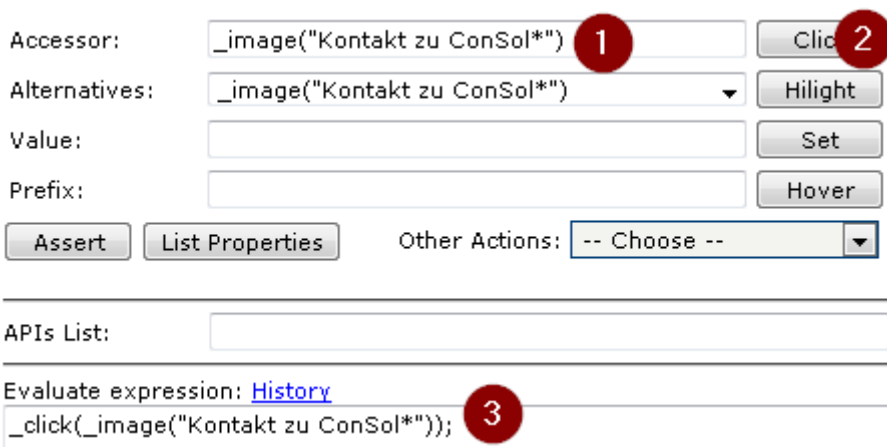 Accessor: _image("Kontakt zu ConSol*") 1 Clic 2
Alternatives: _image("Kontakt zu ConSol*") Hilight
Value: Set
Prefix: Hover
Assert List Properties Other Actions: -- Choose --
APIs List:
Evaluate expression: History
_click(_image("Kontakt zu ConSol*")); 3